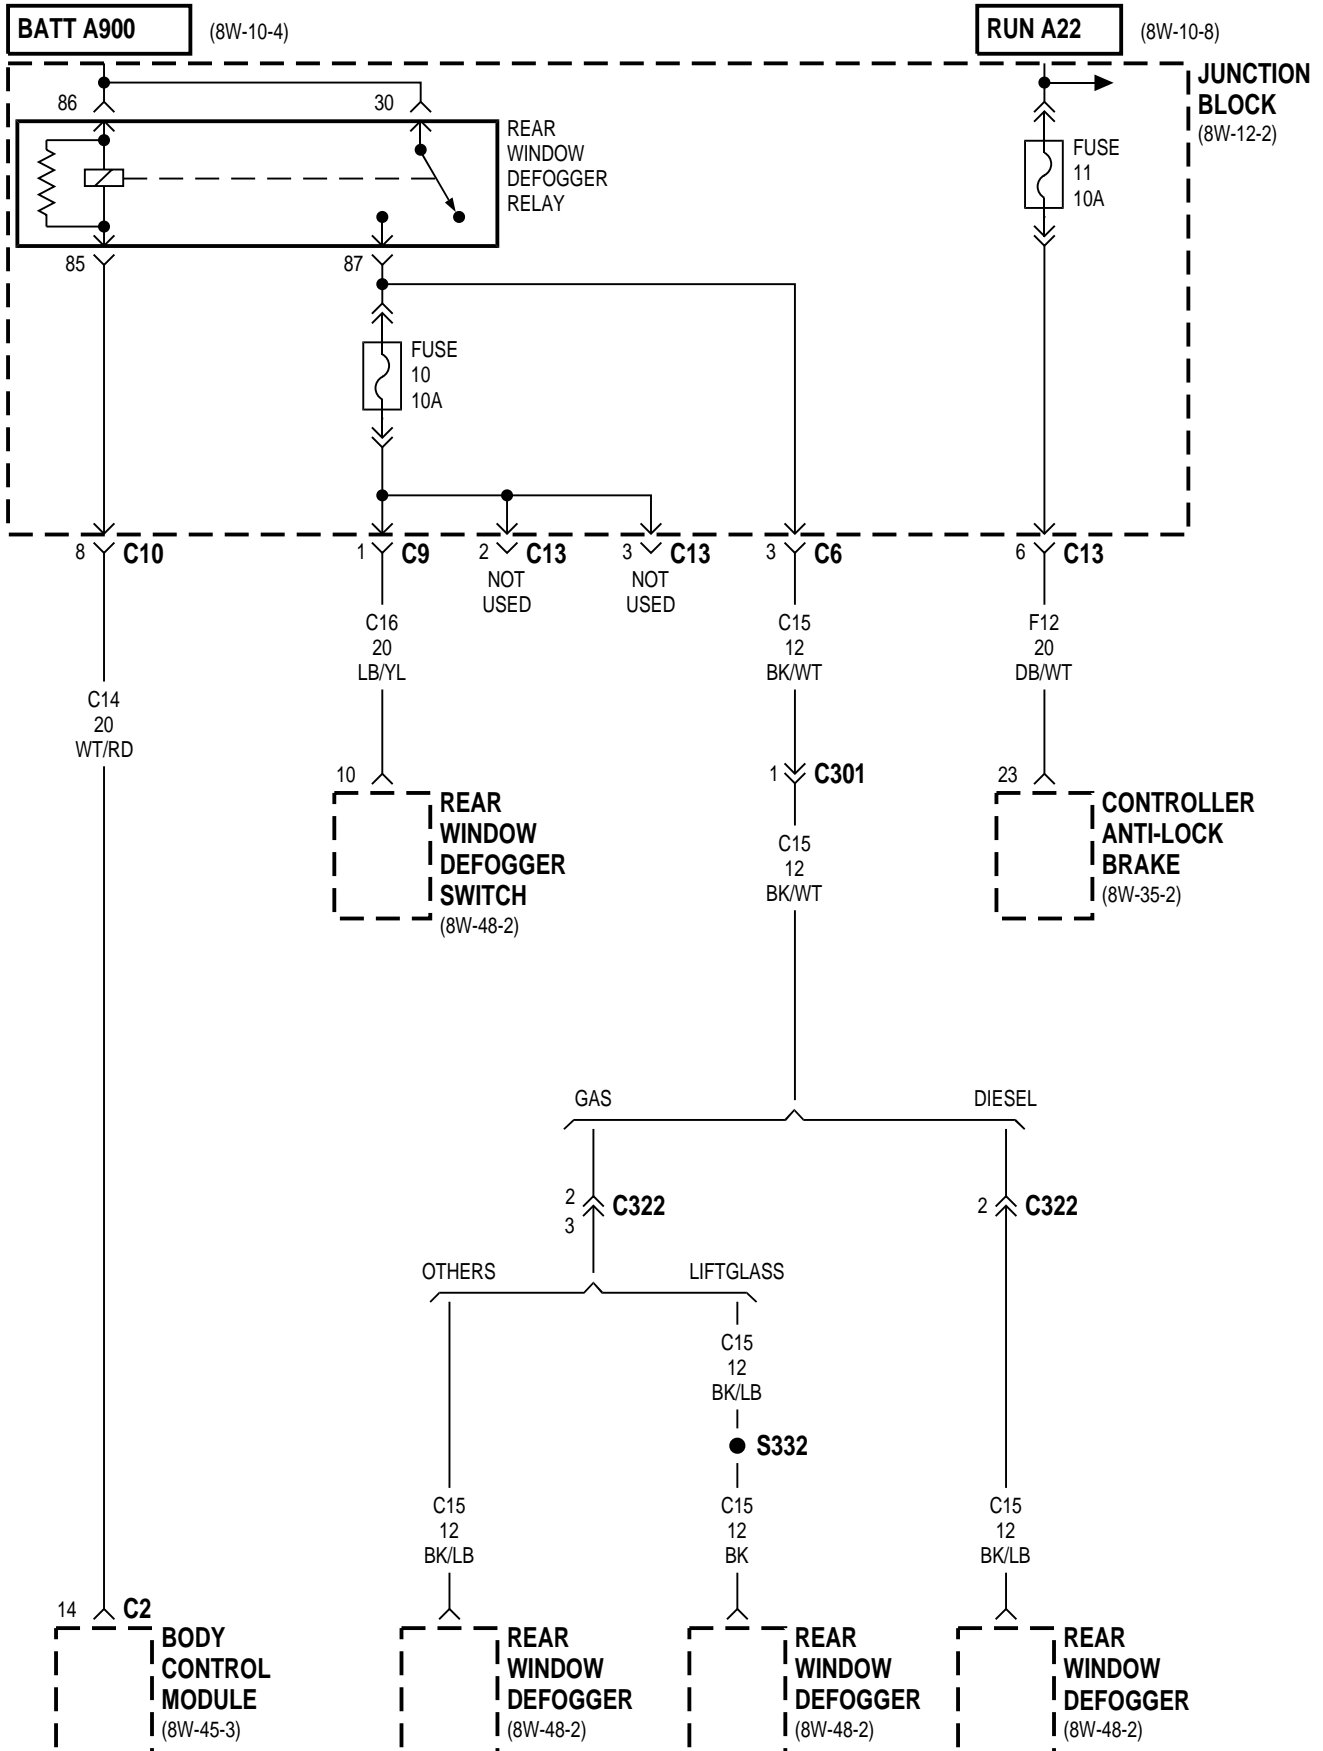 BATT A900 (8W-10-4)
RUN A22 (8W-10-8)
JUNCTION
BLOCK
(8W-12-2)
86
30
REAR
WINDOW
DEFOGGER
RELAY
FUSE
11
10A
85
87
FUSE
10
10A
8 C10
1 C9
2 C13
NOT
USED
3 C13
NOT
USED
3 C6
6 C13
C16
20
LB/YL
C15
12
BK/WT
F12
20
DB/WT
C14
20
WT/RD
10
REAR
WINDOW
DEFOGGER
SWITCH
(8W-48-2)
1 C301
23
CONTROLLER
ANTI-LOCK
BRAKE
(8W-35-2)
C15
12
BK/WT
GAS
DIESEL
2 C322
3
2 C322
OTHERS
LIFTGLASS
C15
12
BK/LB
S332
C15
12
BK/LB
C15
12
BK
C15
12
BK/LB
14 C2
BODY
CONTROL
MODULE
(8W-45-3)
REAR
WINDOW
DEFOGGER
(8W-48-2)
REAR
WINDOW
DEFOGGER
(8W-48-2)
REAR
WINDOW
DEFOGGER
(8W-48-2)